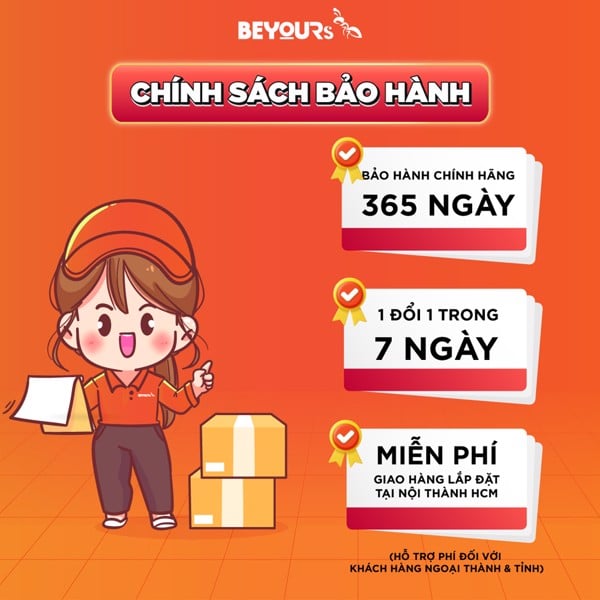 BEYOURs
CHÍNH SÁCH BẢO HÀNH
BẢO HÀNH CHÍNH HÃNG
365 NGÀY
1 ĐỔI 1 TRONG
7 NGÀY
MIỄN PHÍ
GIAO HÀNG LẮP ĐẶT
TẠI NỘI THÀNH HCM
(HỖ TRỢ PHÍ ĐỐI VỚI
KHÁCH HÀNG NGOẠI THÀNH & TỈNH)
BEYOURs